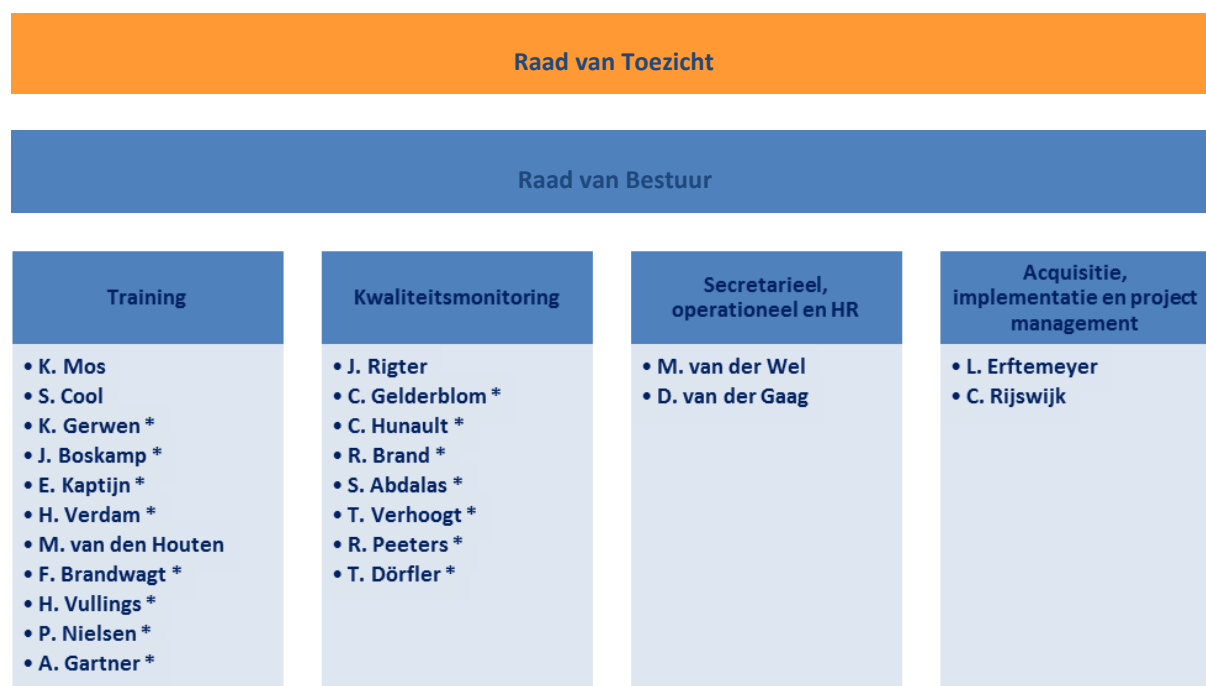 Raad van Toezicht
Raad van Bestuur
Training
• K. Mos
• S. Cool
• K. Gerwen *
• J. Boskamp *
• E. Kaptijn *
• H. Verdam *
• M. van den Houten
• F. Brandwagt *
• H. Vullings *
• P. Nielsen *
• A. Gartner *
Kwaliteitsmonitoring
• J. Rigter
• C. Gelderblom *
• C. Hunault *
• R. Brand *
• S. Abdalas *
• T. Verhoogt *
• R. Peeters *
• T. Dörfler *
Secretarieel,
operationeel en HR
• M. van der Wel
• D. van der Gaag
Acquisitie,
implementatie en project
management
• L. Erftemeyer
• C. Rijswijk